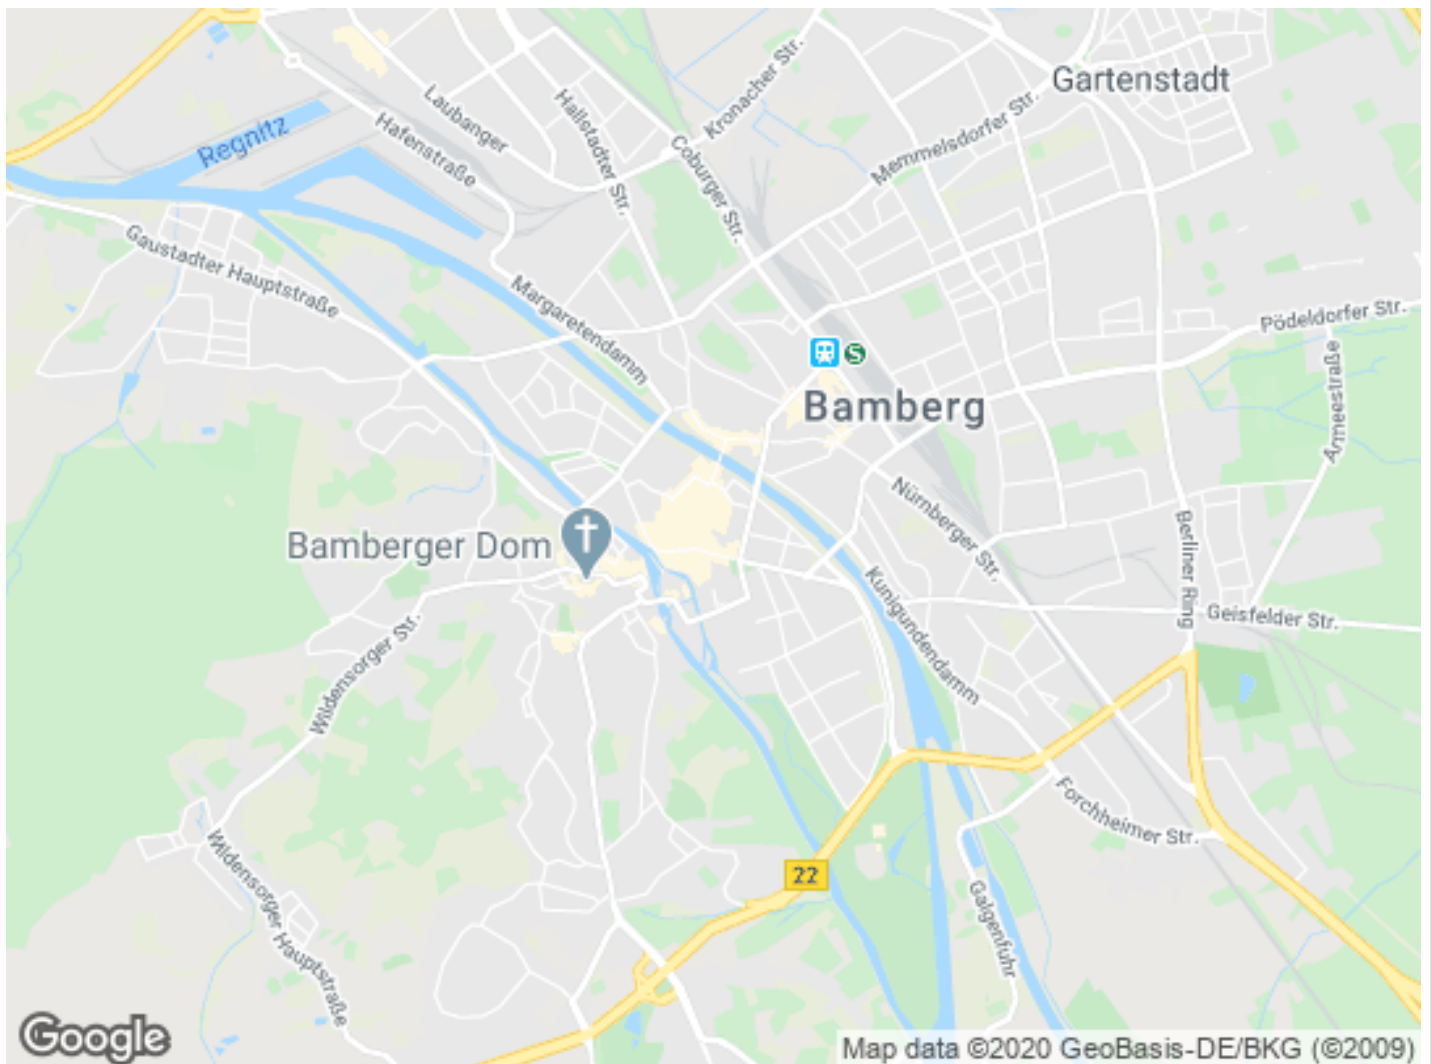 Gartenstadt
Laubanger
Hallstadter Str.
Kronacher Str.
Memmelsdorfer Str.
Regnitz
Hafenstraße
Coburger Str.
Gaustadter Hauptstraße
Margaretendamm
Pödeldorfer Str.
S
Bamberg
Armeestraße
Nürnberger Str.
Berliner Ring
Bamberger Dom
Kunigundendamm
Geisfelder Str.
Wildensorger Str.
Forchheimer Str.
22
Wildensorger Hauptstraße
Galgenfuhr
Google
Map data ©2020 GeoBasis-DE/BKG (©2009)